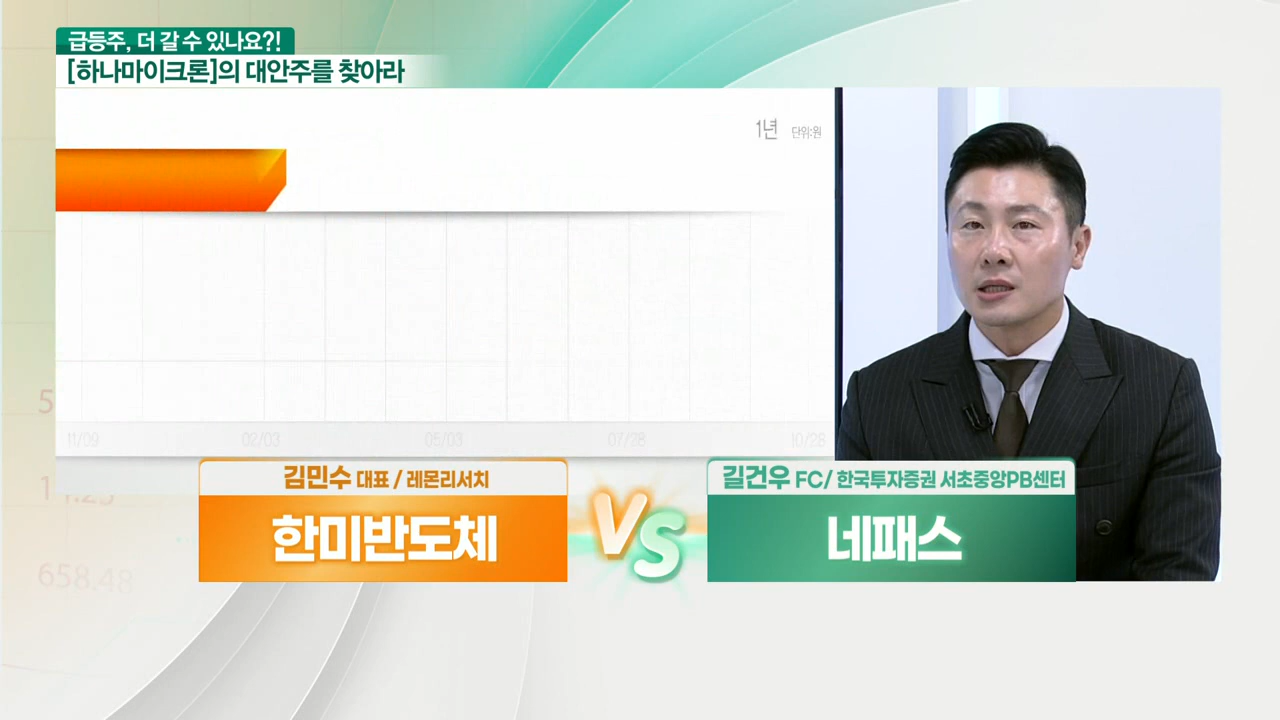 급등주, 더 갈 수 있나요?!
[하나마이크론]의 대안주를 찾아라
1년 단위:원
11/09 02/03 05/03 07/28 10/28
658.48
김민수 대표 / 레몬리서치
한미반도체
VS
길건우 FC/ 한국투자증권 서초중앙PB센터
네패스